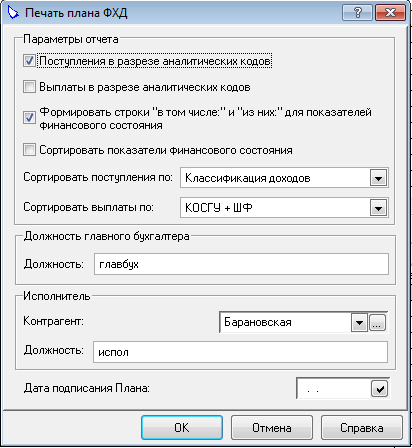 Печать плана ФХД
Параметры отчета
Поступления в разрезе аналитических кодов
Выплаты в разрезе аналитических кодов
Формировать строки "в том числе:" и "из них:" для показателей
финансового состояния
Сортировать показатели финансового состояния
Сортировать поступления по: Классификация доходов
Сортировать выплаты по: КОСГУ + ШФ
Должность главного бухгалтера
Должность: главбух
Исполнитель
Контрагент: Барановская ...
Должность: испол
Дата подписания Плана: . .
ОК Отмена Справка